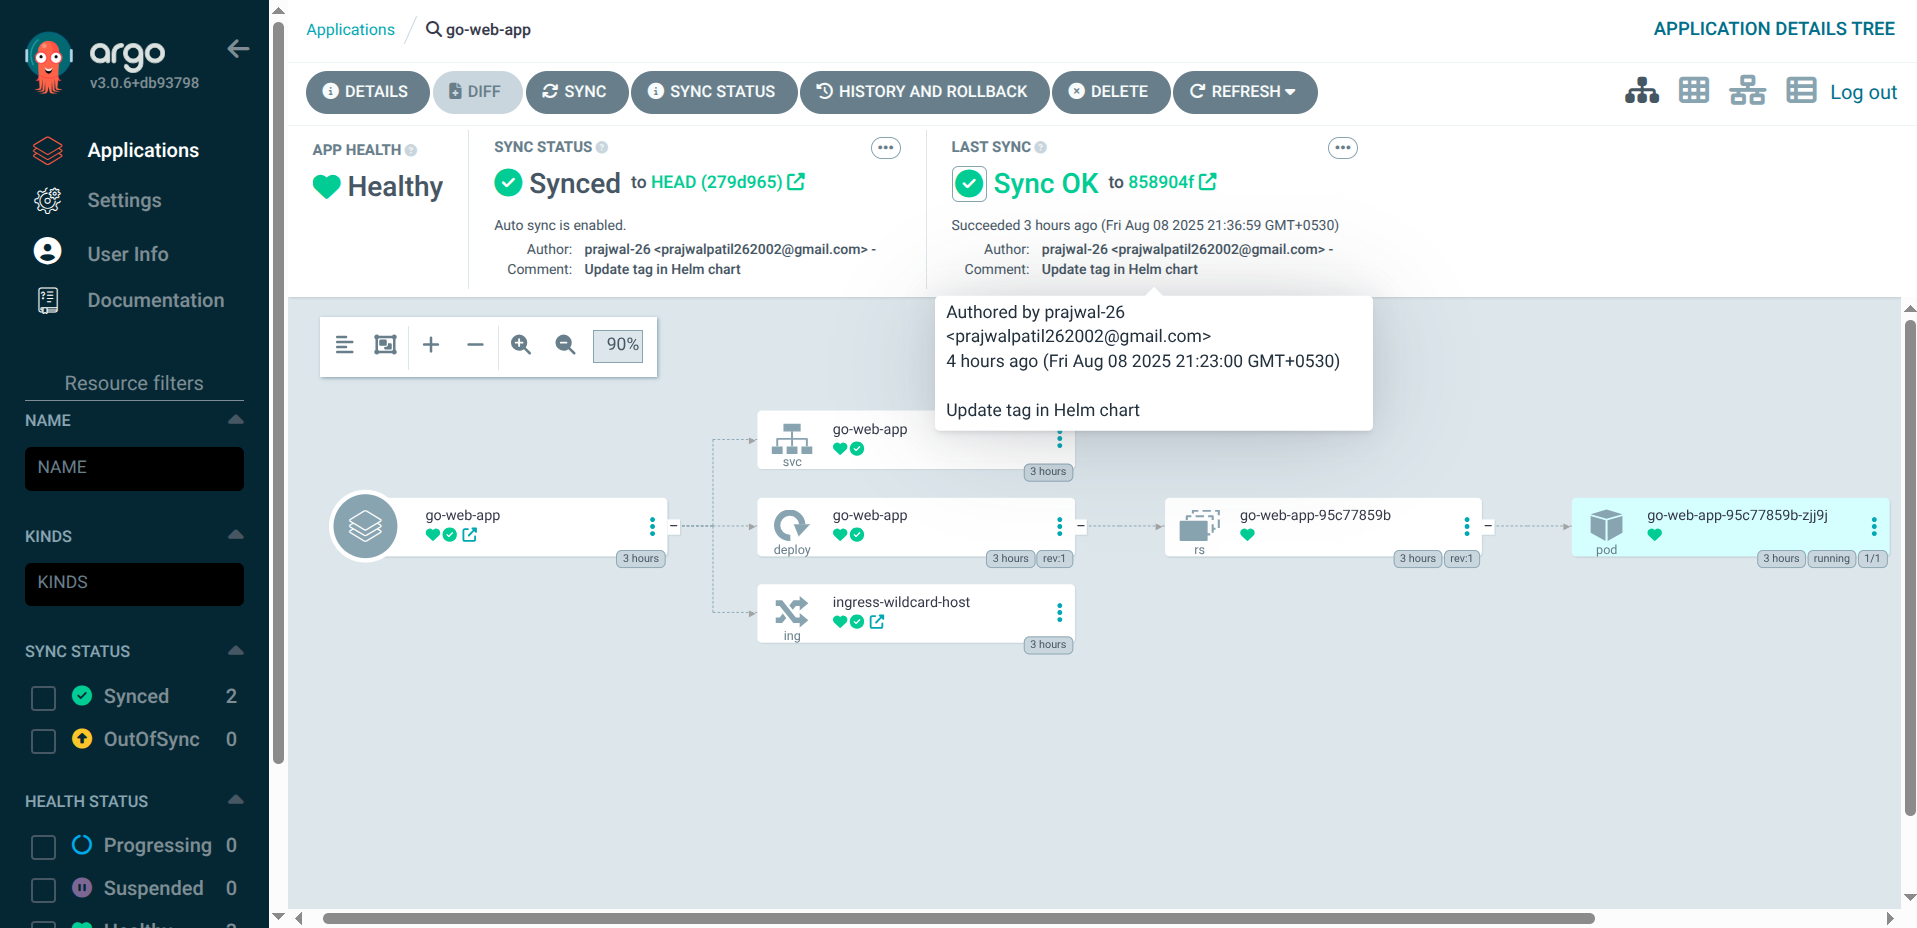 argo
v3.0.6+db93798
Applications
Settings
User Info
Documentation
Resource filters
NAME
NAME
KINDS
KINDS
SYNC STATUS
Synced 2
OutOfSync 0
HEALTH STATUS
Progressing 0
Suspended 0
Applications / go-web-app
APPLICATION DETAILS TREE
DETAILS DIFF SYNC SYNC STATUS HISTORY AND ROLLBACK DELETE REFRESH
Log out
APP HEALTH
Healthy
SYNC STATUS
Synced to HEAD (279d965)
Auto sync is enabled.
Author: prajwal-26 <prajwalpatil262002@gmail.com> -
Comment: Update tag in Helm chart
LAST SYNC
Sync OK to 858904f
Succeeded 3 hours ago (Fri Aug 08 2025 21:36:59 GMT+0530)
Author: prajwal-26 <prajwalpatil262002@gmail.com> -
Comment: Update tag in Helm chart
Authored by prajwal-26
<prajwalpatil262002@gmail.com>
4 hours ago (Fri Aug 08 2025 21:23:00 GMT+0530)
Update tag in Helm chart
90%
go-web-app
svc
3 hours
go-web-app
3 hours
go-web-app
deploy
3 hours rev:1
go-web-app-95c77859b
rs
3 hours rev:1
go-web-app-95c77859b-zjj9j
pod
3 hours running 1/1
ingress-wildcard-host
ing
3 hours